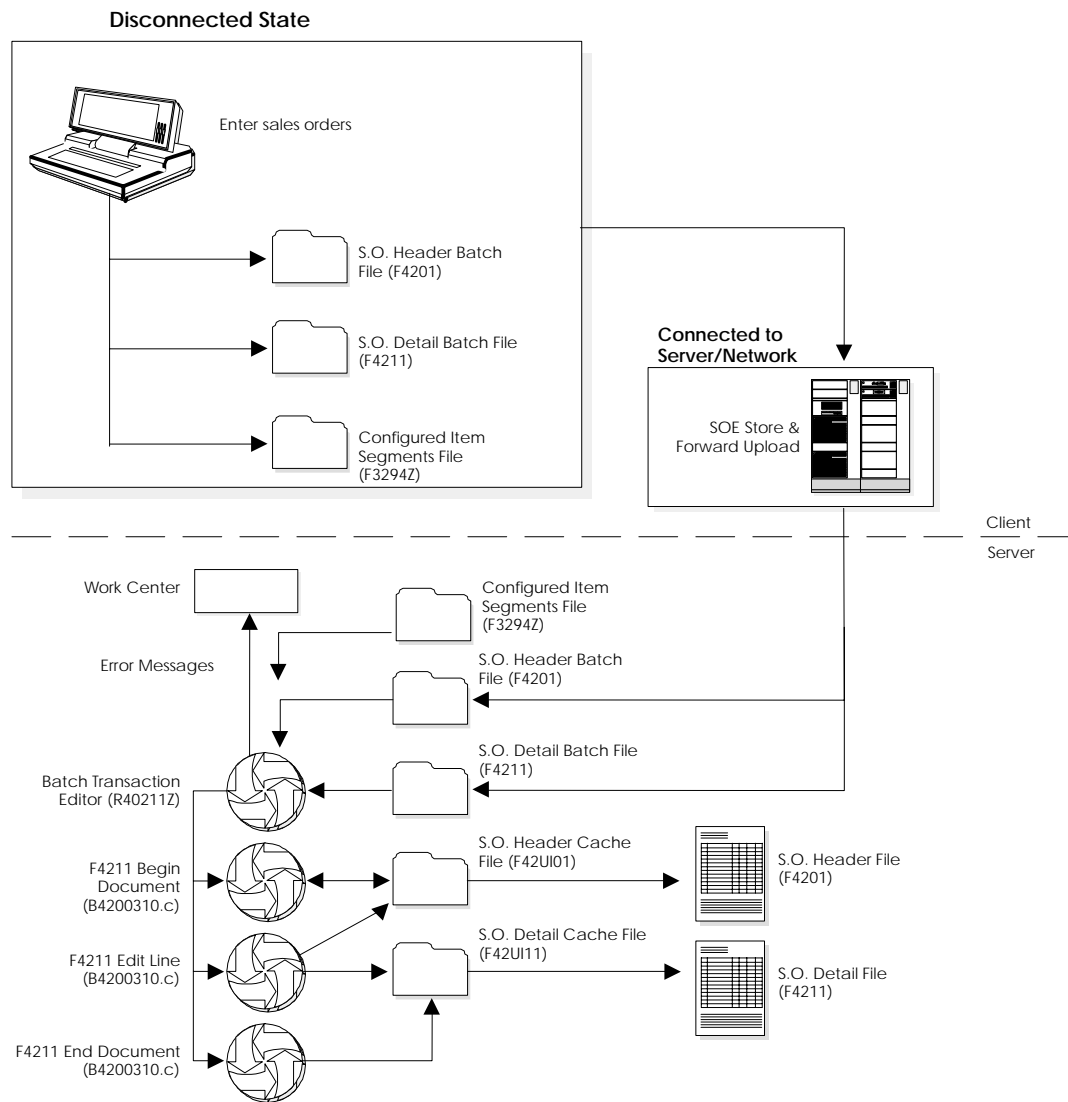 Disconnected State
Enter sales orders
S.O. Header Batch
File (F4201)
S.O. Detail Batch File
(F4211)
Configured Item
Segments File
(F3294Z)
Connected to
Server/Network
SOE Store &
Forward Upload
Client
Server
Work Center
Configured Item
Segments File
(F3294Z)
Error Messages
S.O. Header Batch
File (F4201)
S.O. Detail Batch File
(F4211)
Batch Transaction
Editor (R40211Z)
S.O. Header Cache
File (F42UI01)
S.O. Header File
(F4201)
F4211 Begin
Document
(B4200310.c)
S.O. Detail Cache File
(F42UI11)
S.O. Detail File
(F4211)
F4211 Edit Line
(B4200310.c)
F4211 End Document
(B4200310.c)